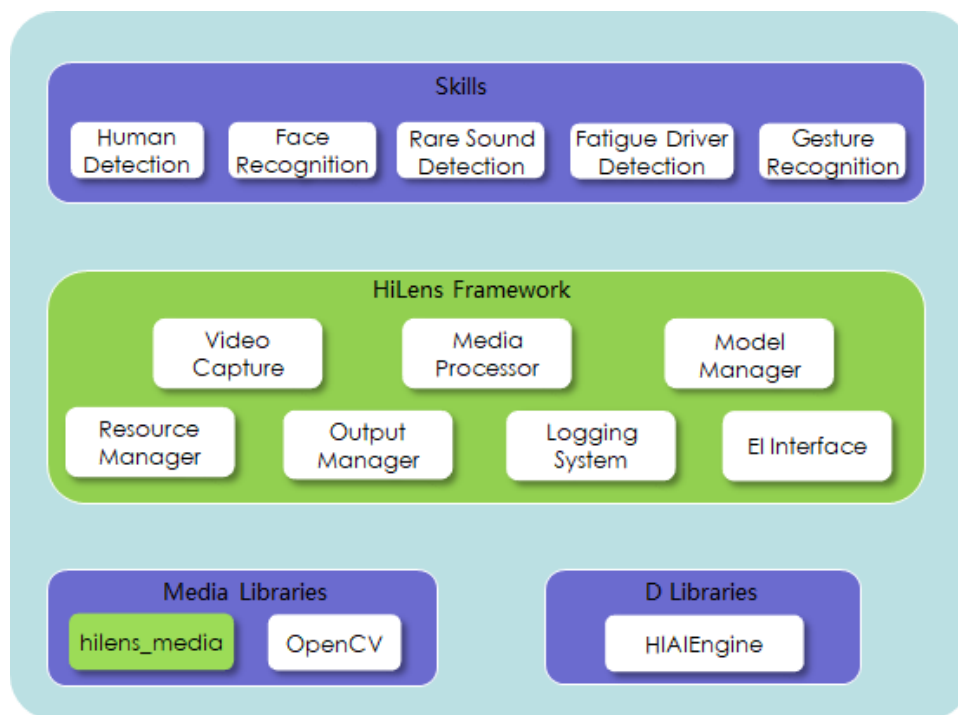 Skills
Human
Detection
Face
Recognition
Rare Sound
Detection
Fatigue Driver
Detection
Gesture
Recognition
HiLens Framework
Video
Capture
Media
Processor
Model
Manager
Resource
Manager
Output
Manager
Logging
System
EI Interface
Media Libraries
hilens_media
OpenCV
D Libraries
HIAIEngine